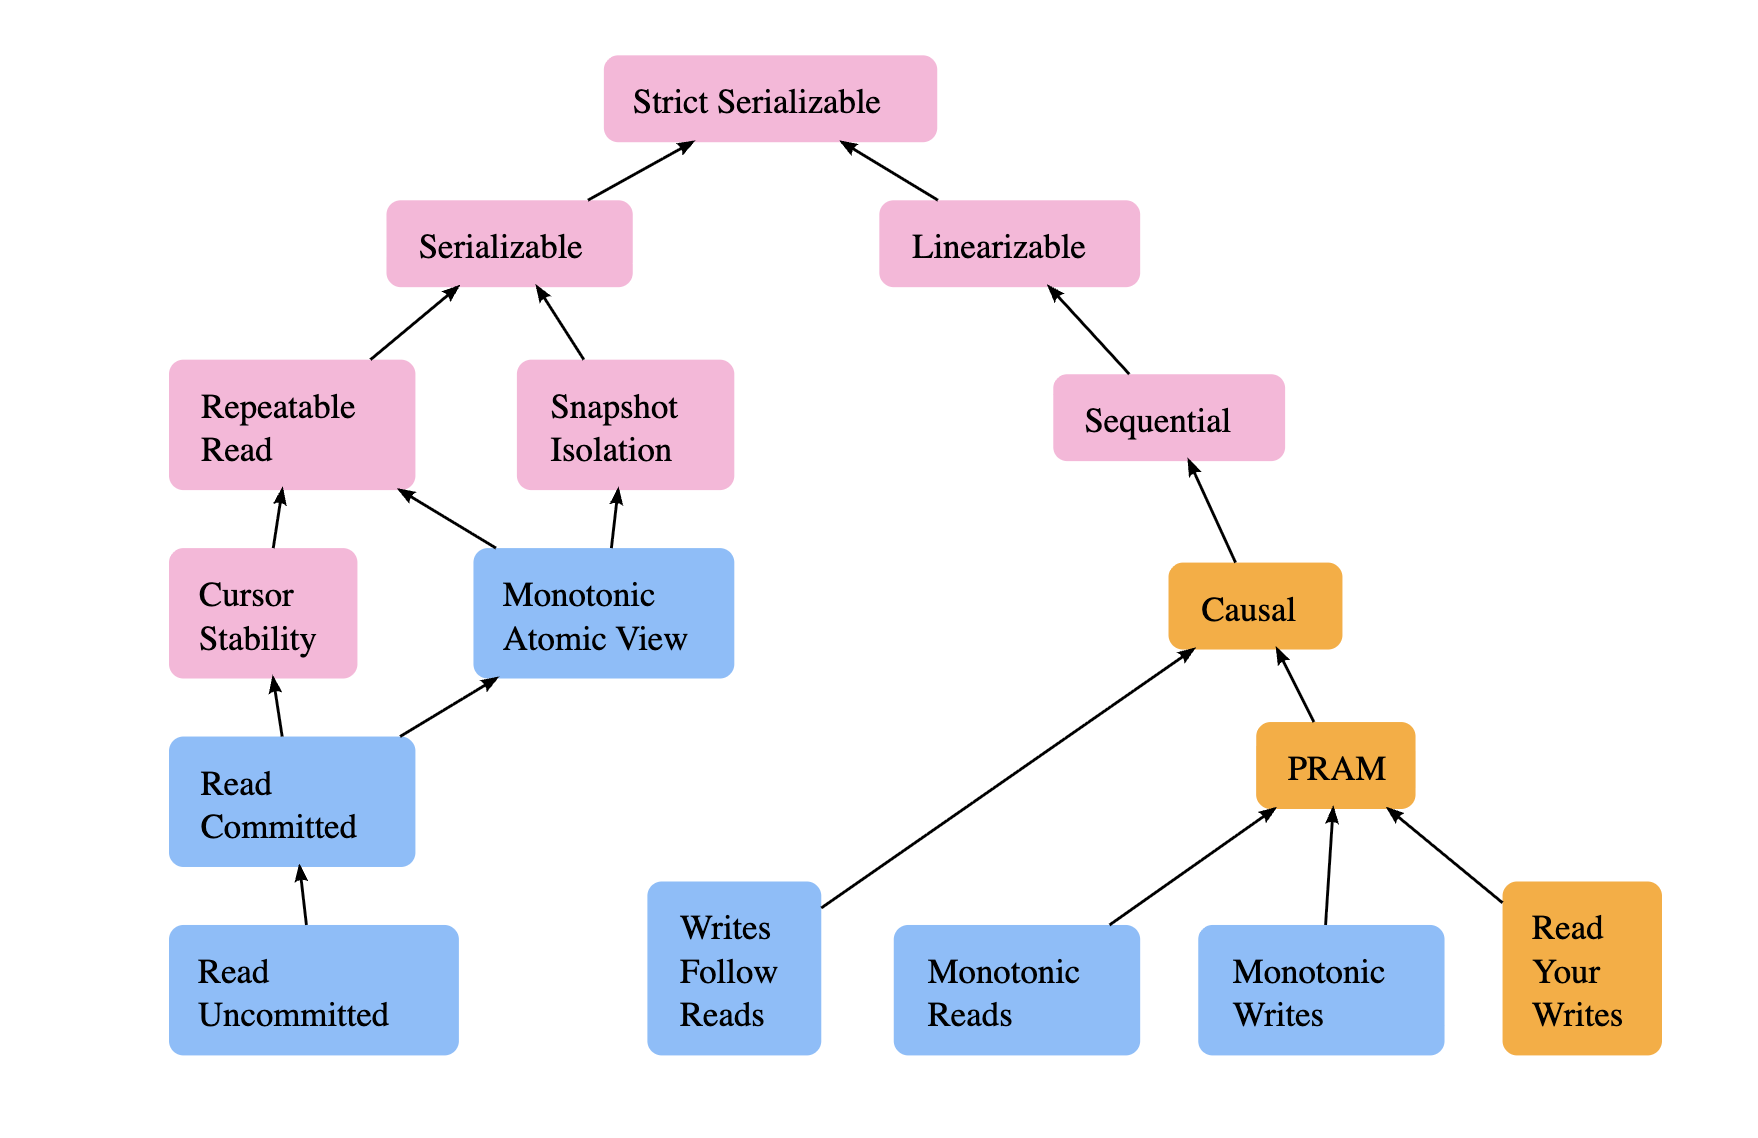 Strict Serializable
Serializable
Linearizable
Repeatable
Read
Snapshot
Isolation
Sequential
Cursor
Stability
Monotonic
Atomic View
Causal
Read
Committed
PRAM
Read
Uncommitted
Writes
Follow
Reads
Monotonic
Reads
Monotonic
Writes
Read
Your
Writes